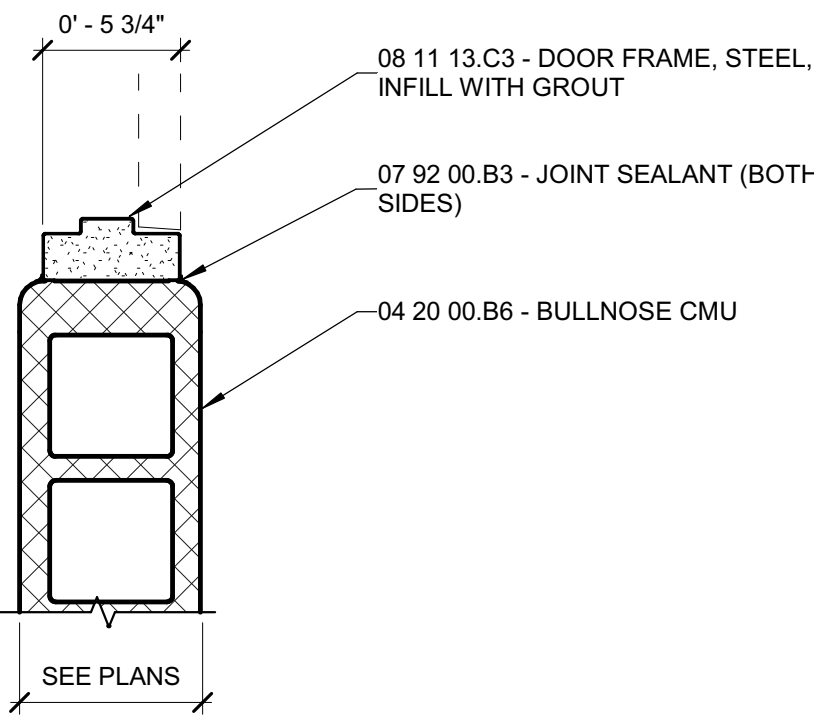 0' - 5 3/4"
08 11 13.C3 - DOOR FRAME, STEEL,
INFILL WITH GROUT
07 92 00.B3 - JOINT SEALANT (BOTH
SIDES)
04 20 00.B6 - BULLNOSE CMU
SEE PLANS